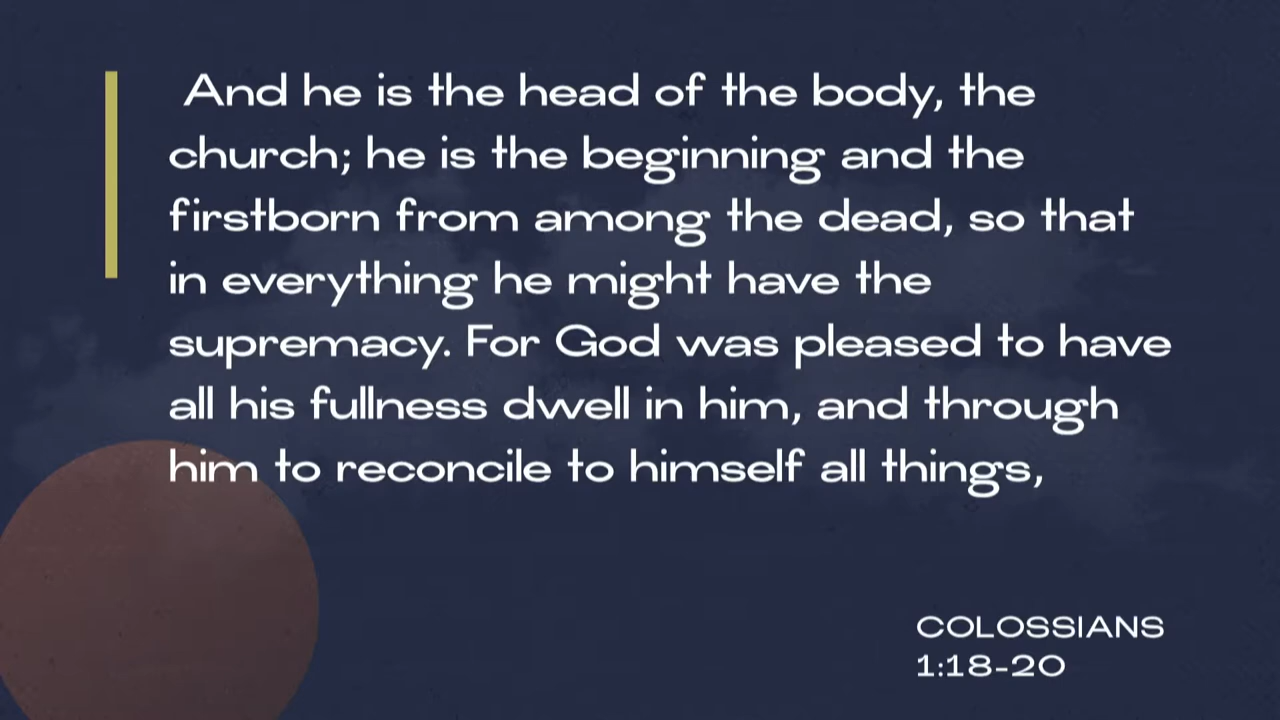 And he is the head of the body, the
church; he is the beginning and the
firstborn from among the dead, so that
in everything he might have the
supremacy. For God was pleased to have
all his fullness dwell in him, and through
him to reconcile to himself all things,
COLOSSIANS
1:18-20